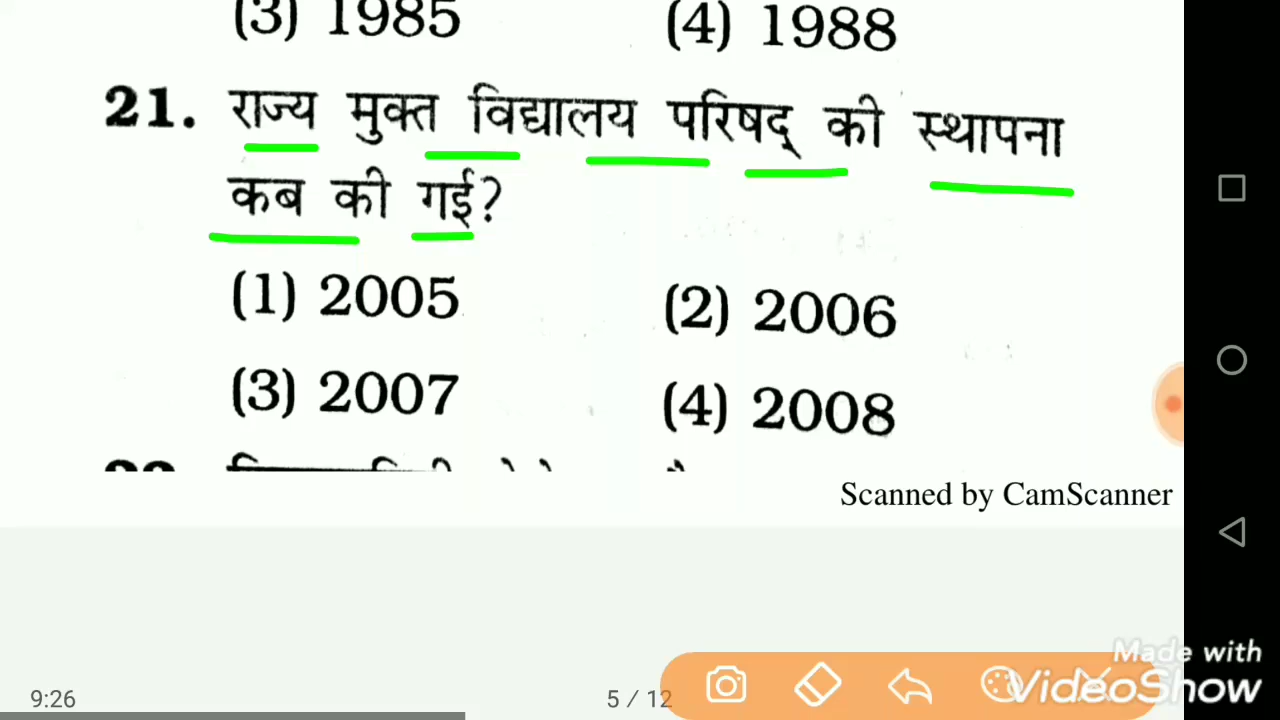 (3) 1985 (4) 1988
21. राज्य मुक्त विद्यालय परिषद् की स्थापना
कब की गई?
(1) 2005 (2) 2006
(3) 2007 (4) 2008
Scanned by CamScanner
Made with
VideoShow
9:26 5 / 12